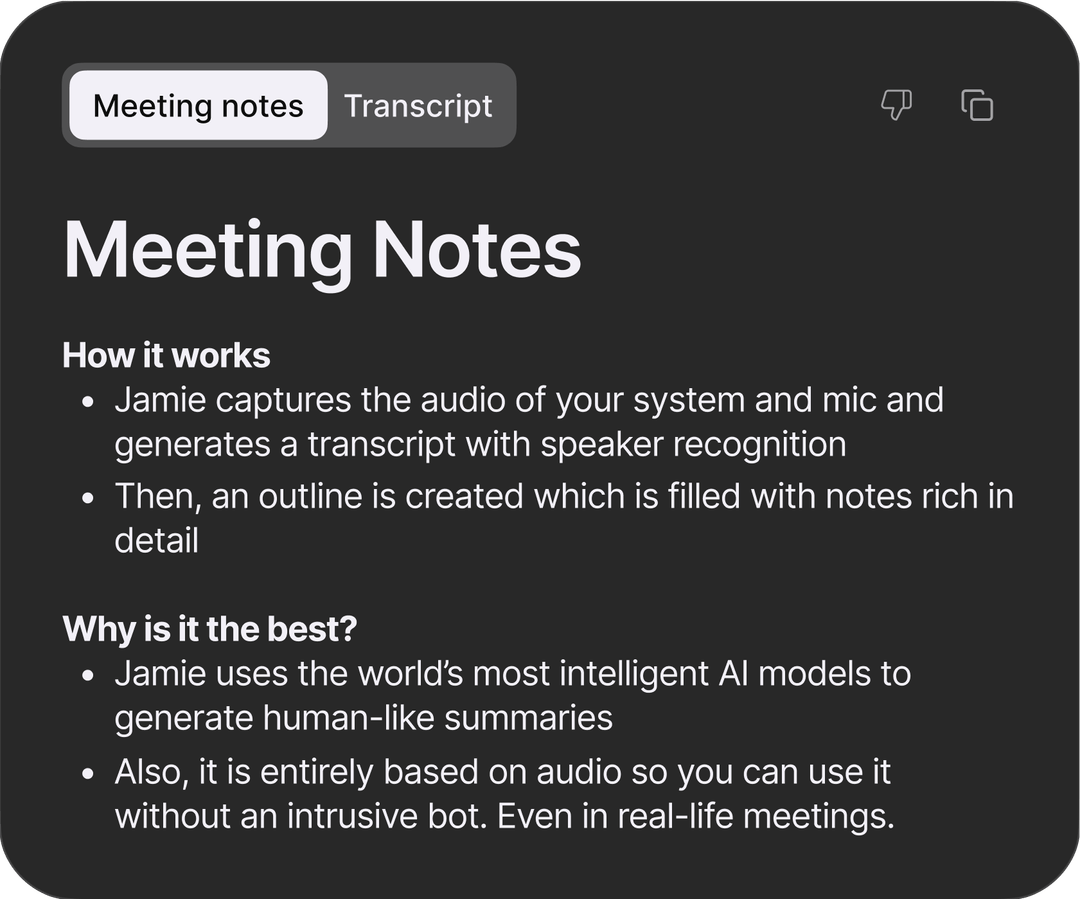 Meeting notes
Transcript
Meeting Notes
How it works
Jamie captures the audio of your system and mic and
generates a transcript with speaker recognition
Then, an outline is created which is filled with notes rich in
detail
Why is it the best?
Jamie uses the world’s most intelligent AI models to
generate human-like summaries
Also, it is entirely based on audio so you can use it
without an intrusive bot. Even in real-life meetings.